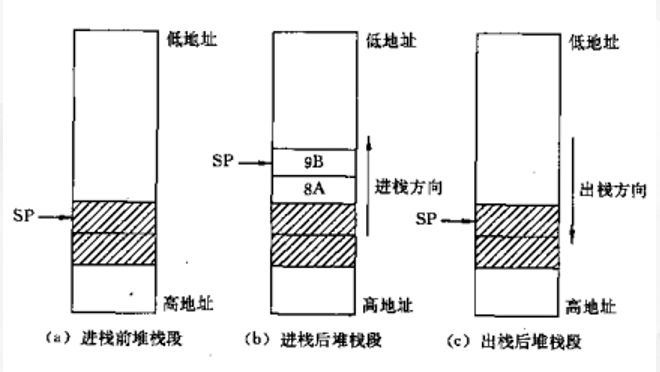 低地址
SP
高地址
(a) 进栈前堆栈段
低地址
SP
9B
8A
进栈方向
高地址
(b) 进栈后堆栈段
低地址
出栈方向
SP
高地址
(c) 出栈后堆栈段